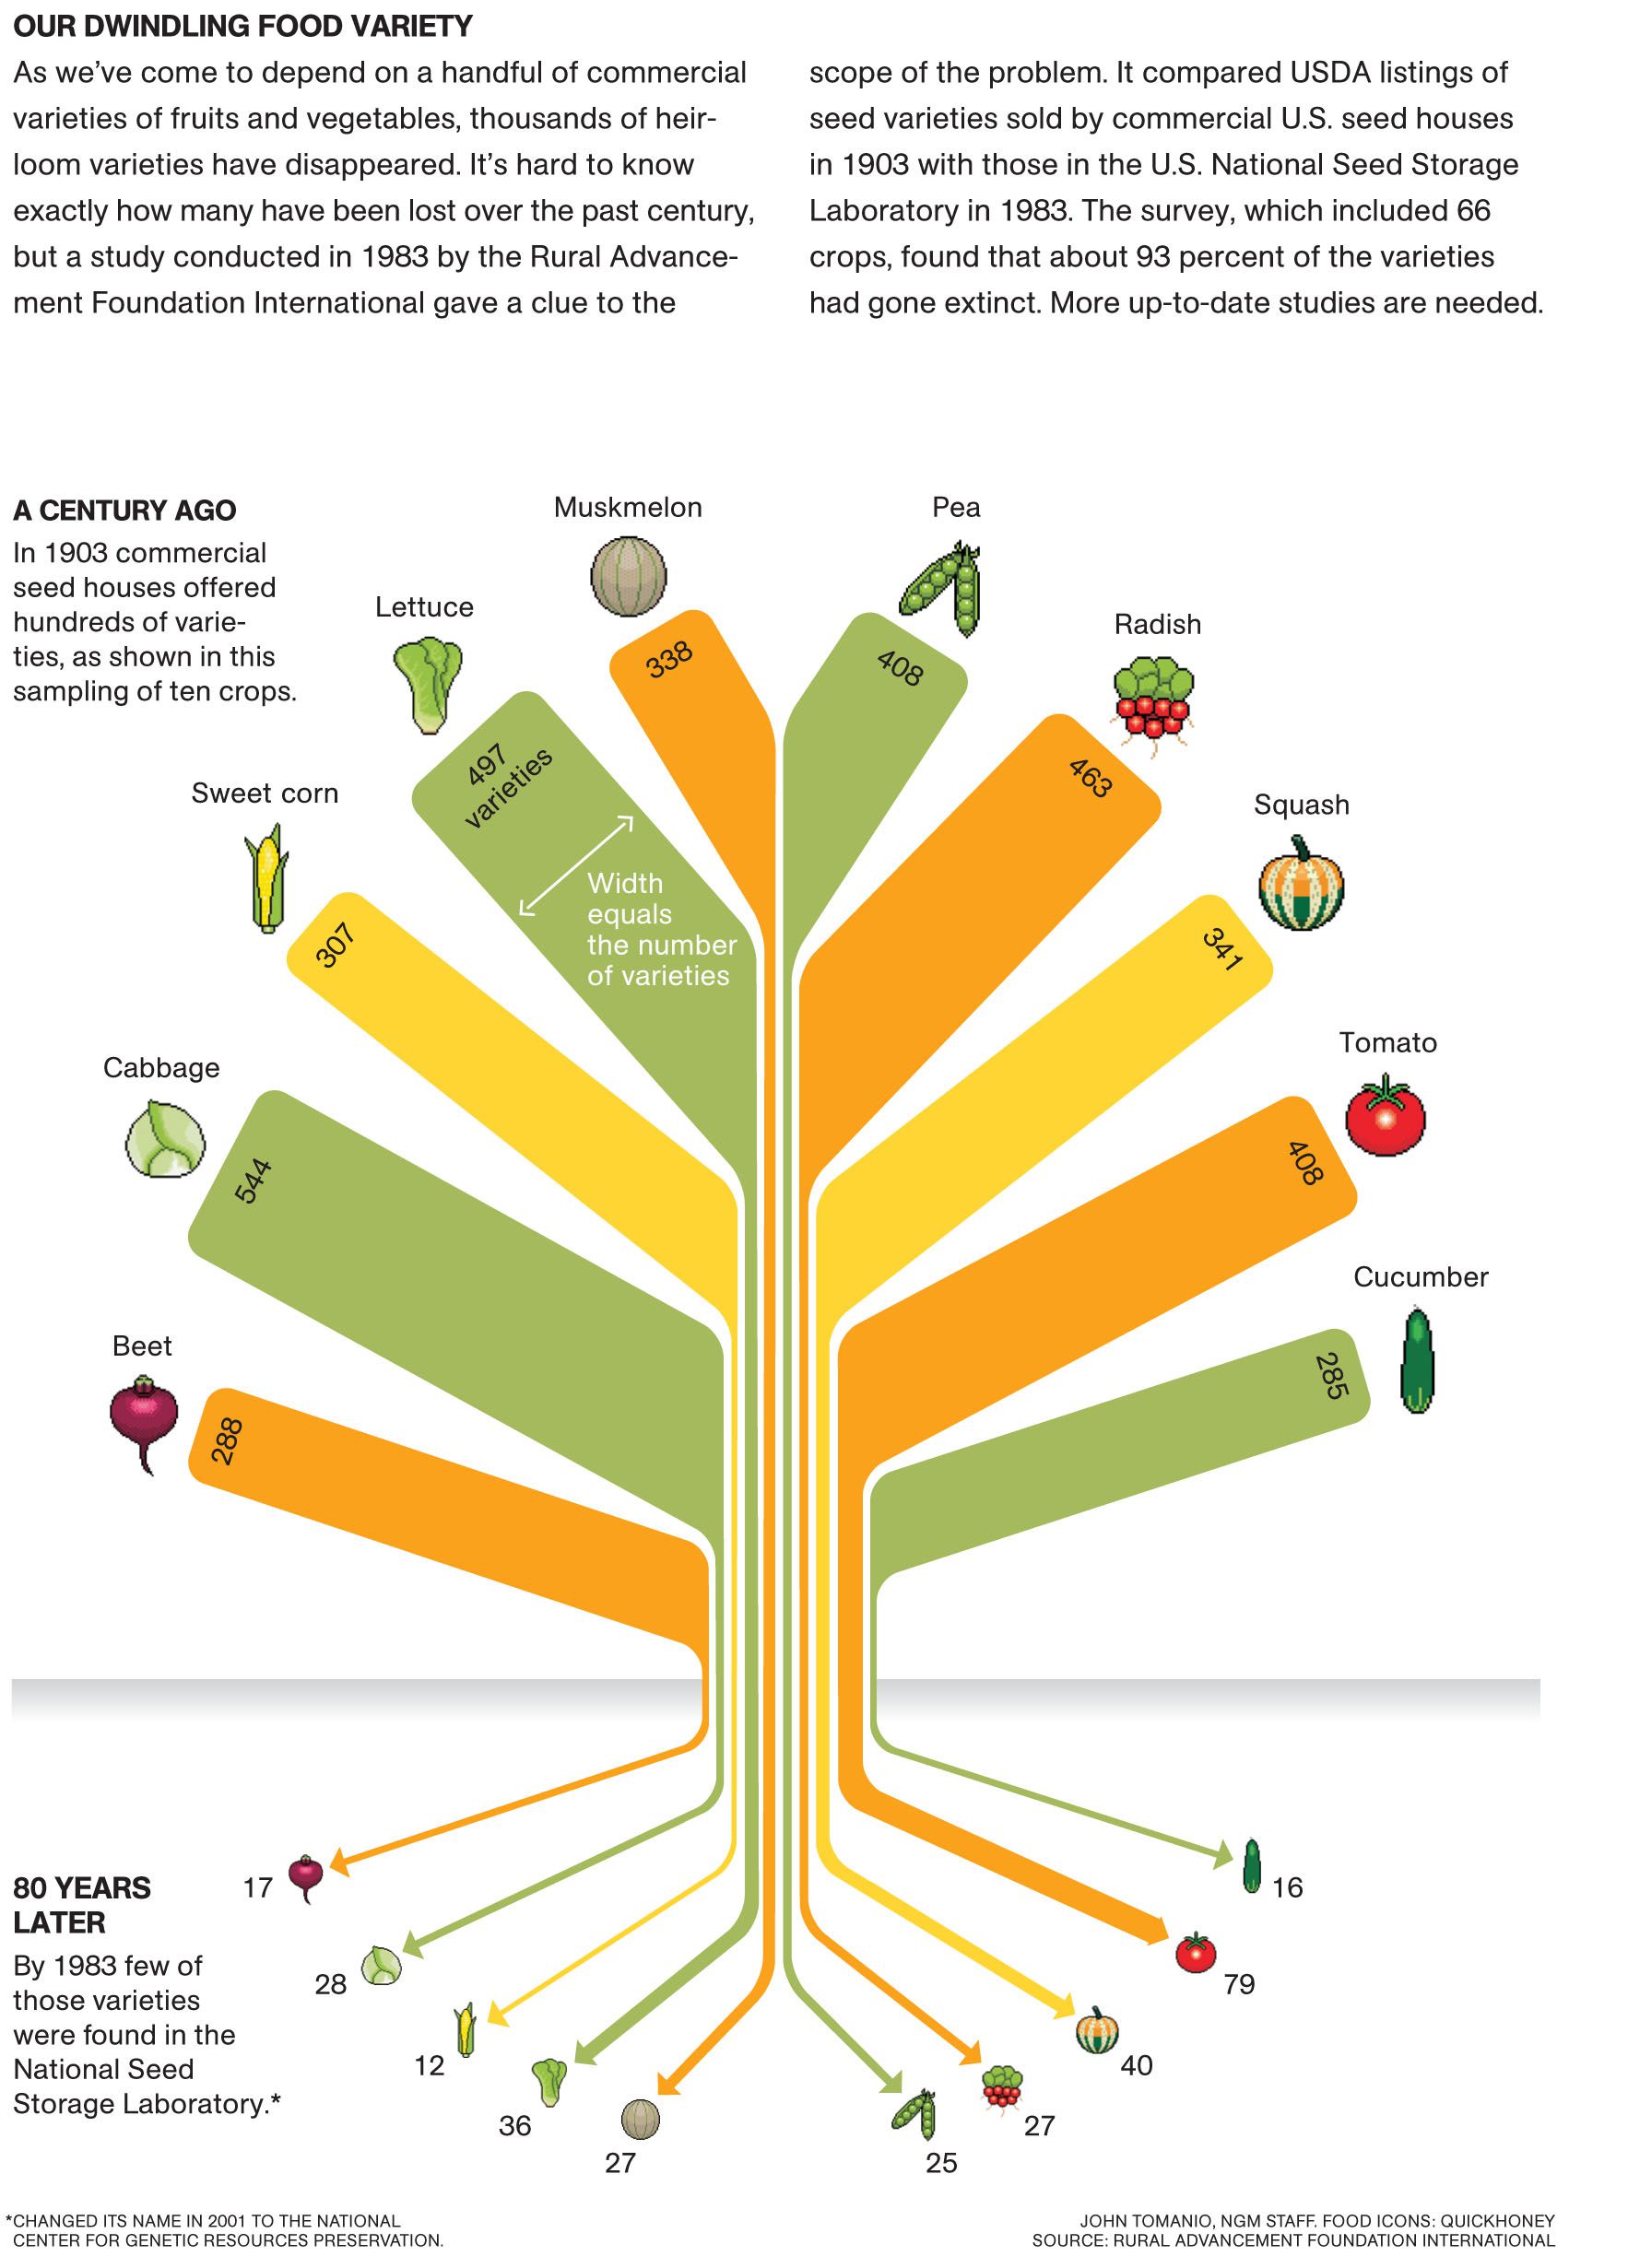 OUR DWINDLING FOOD VARIETY
As we’ve come to depend on a handful of commercial
varieties of fruits and vegetables, thousands of heir-
loom varieties have disappeared. It’s hard to know
exactly how many have been lost over the past century,
but a study conducted in 1983 by the Rural Advance-
ment Foundation International gave a clue to the
scope of the problem. It compared USDA listings of
seed varieties sold by commercial U.S. seed houses
in 1903 with those in the U.S. National Seed Storage
Laboratory in 1983. The survey, which included 66
crops, found that about 93 percent of the varieties
had gone extinct. More up-to-date studies are needed.
A CENTURY AGO
In 1903 commercial
seed houses offered
hundreds of varie-
ties, as shown in this
sampling of ten crops.
Beet
288
Cabbage
544
Sweet corn
307
Lettuce
497
varieties
Width
equals
the number
of varieties
Muskmelon
338
Pea
408
Radish
463
Squash
341
Tomato
408
Cucumber
285
80 YEARS
LATER
By 1983 few of
those varieties
were found in the
National Seed
Storage Laboratory.*
17
28
12
36
27
25
27
40
79
16
*CHANGED ITS NAME IN 2001 TO THE NATIONAL
CENTER FOR GENETIC RESOURCES PRESERVATION.
JOHN TOMANIO, NGM STAFF. FOOD ICONS: QUICKHONEY
SOURCE: RURAL ADVANCEMENT FOUNDATION INTERNATIONAL